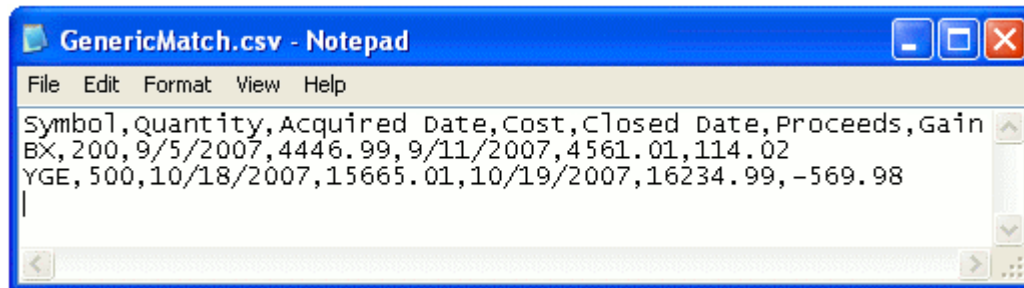 GenericMatch.csv - Notepad
File Edit Format View Help
Symbol,Quantity,Acquired Date,Cost,Closed Date,Proceeds,Gain
BX,200,9/5/2007,4446.99,9/11/2007,4561.01,114.02
YGE,500,10/18/2007,15665.01,10/19/2007,16234.99,-569.98